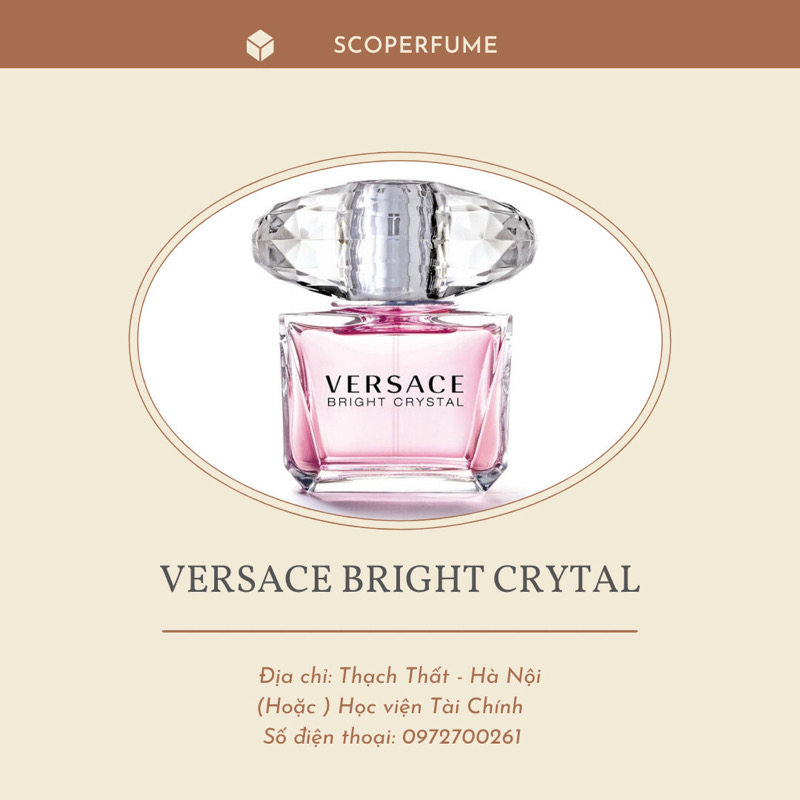 SCOPERFUME
VERSACE
BRIGHT CRYSTAL
VERSACE BRIGHT CRYTAL
Địa chỉ: Thạch Thất - Hà Nội
(Hoặc ) Học viện Tài Chính
Số điện thoại: 0972700261